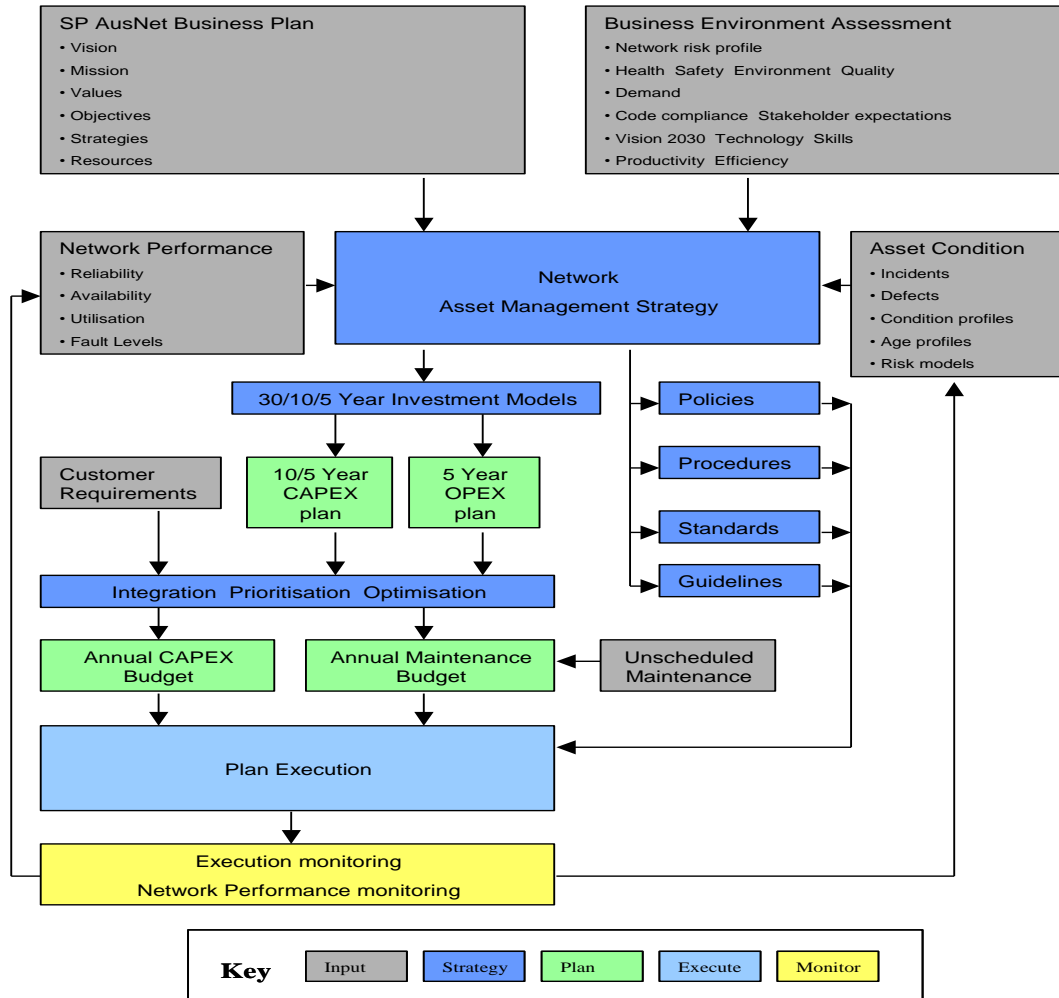 SP AusNet Business Plan
• Vision
• Mission
• Values
• Objectives
• Strategies
• Resources
Business Environment Assessment
• Network risk profile
• Health Safety Environment Quality
• Demand
• Code compliance Stakeholder expectations
• Vision 2030 Technology Skills
• Productivity Efficiency
Network Performance
• Reliability
• Availability
• Utilisation
• Fault Levels
Network
Asset Management Strategy
Asset Condition
• Incidents
• Defects
• Condition profiles
• Age profiles
• Risk models
30/10/5 Year Investment Models
Policies
Customer
Requirements
10/5 Year
CAPEX
plan
5 Year
OPEX
plan
Procedures
Standards
Integration Prioritisation Optimisation
Guidelines
Annual CAPEX
Budget
Annual Maintenance
Budget
Unscheduled
Maintenance
Plan Execution
Execution monitoring
Network Performance monitoring
Key
Input
Strategy
Plan
Execute
Monitor